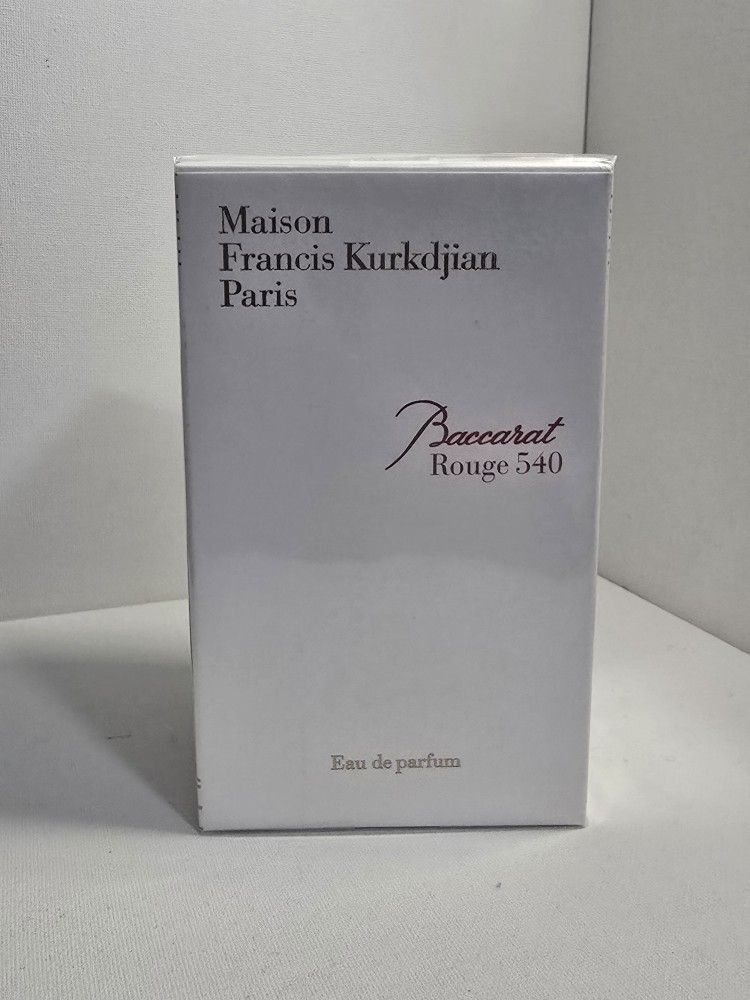 Maison
Francis Kurkdjian
Paris
Baccarat
Rouge 540
Eau de parfum